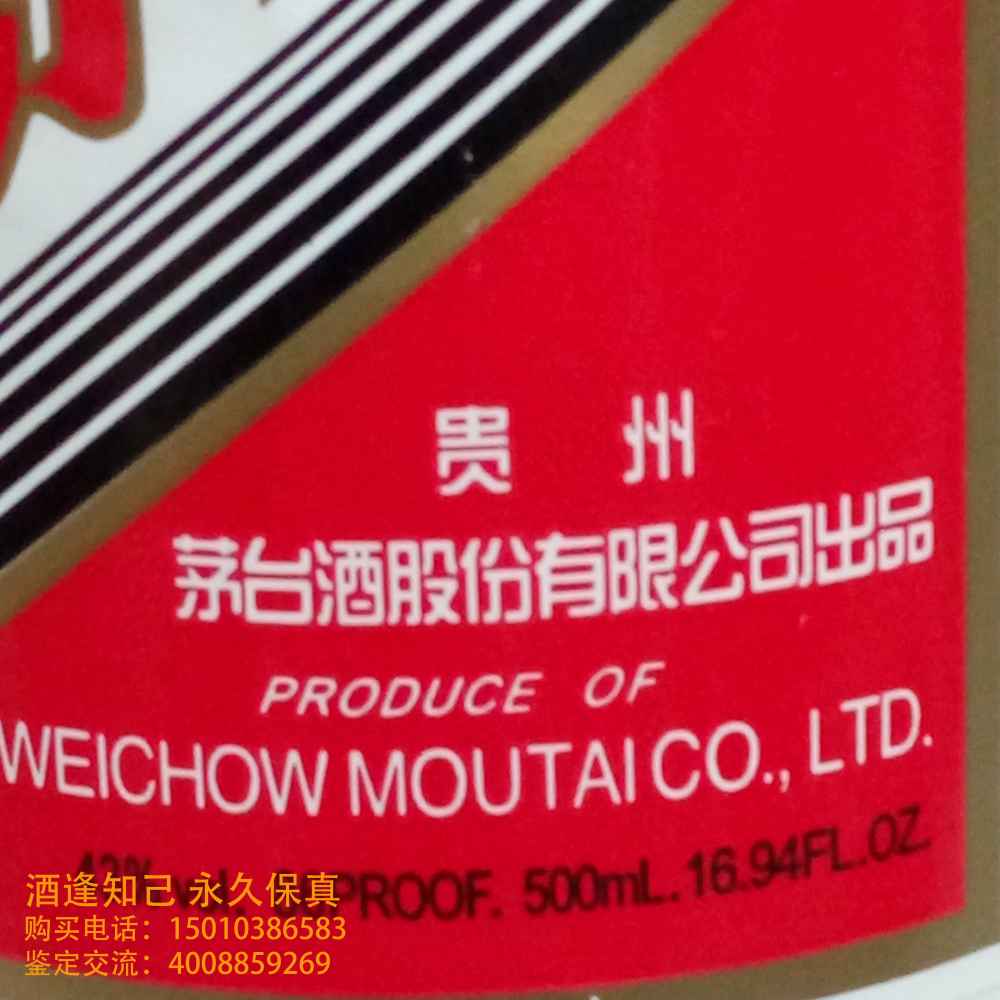 贵州
茅台酒股份有限公司出品
PRODUCE OF
WEICHOW MOUTAI CO., LTD.
PROOF. 500mL. 16.94FL.OZ.
酒逢知己 永久保真
购买电话：15010386583
鉴定交流：4008859269